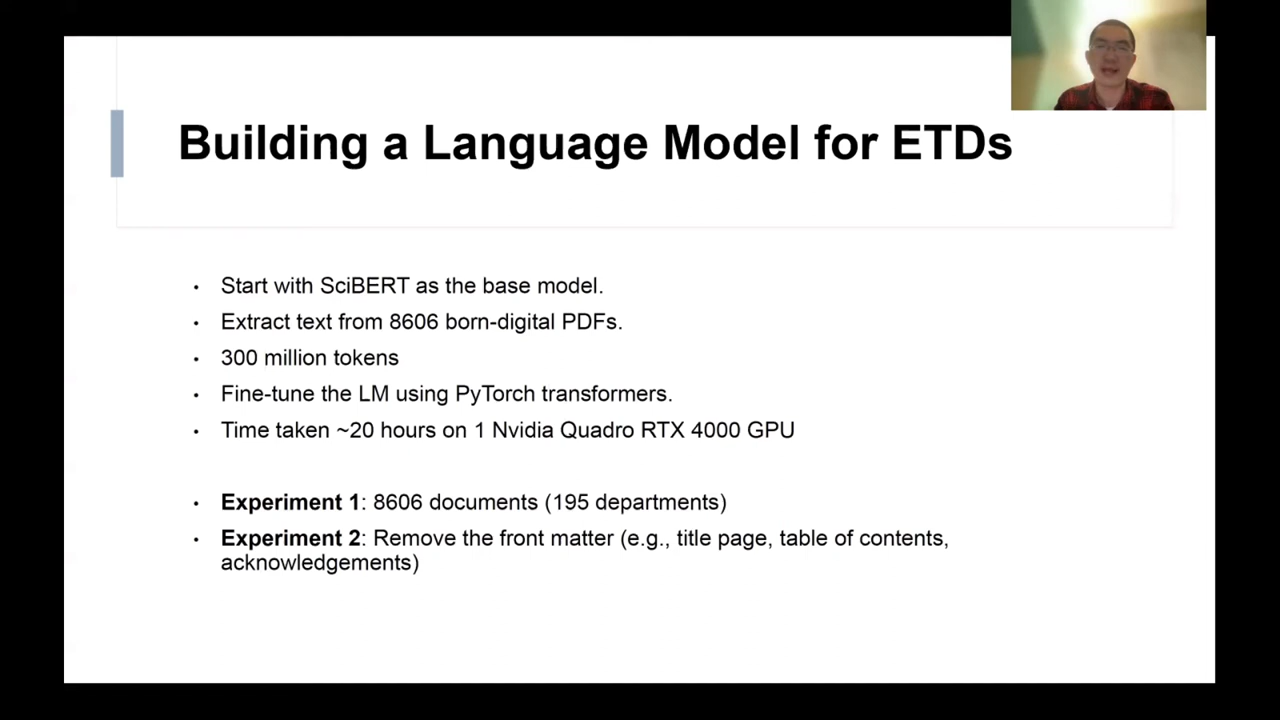 Building a Language Model for ETDs
• Start with SciBERT as the base model.
• Extract text from 8606 born-digital PDFs.
• 300 million tokens
• Fine-tune the LM using PyTorch transformers.
• Time taken ~20 hours on 1 Nvidia Quadro RTX 4000 GPU
• Experiment 1: 8606 documents (195 departments)
• Experiment 2: Remove the front matter (e.g., title page, table of contents,
acknowledgements)